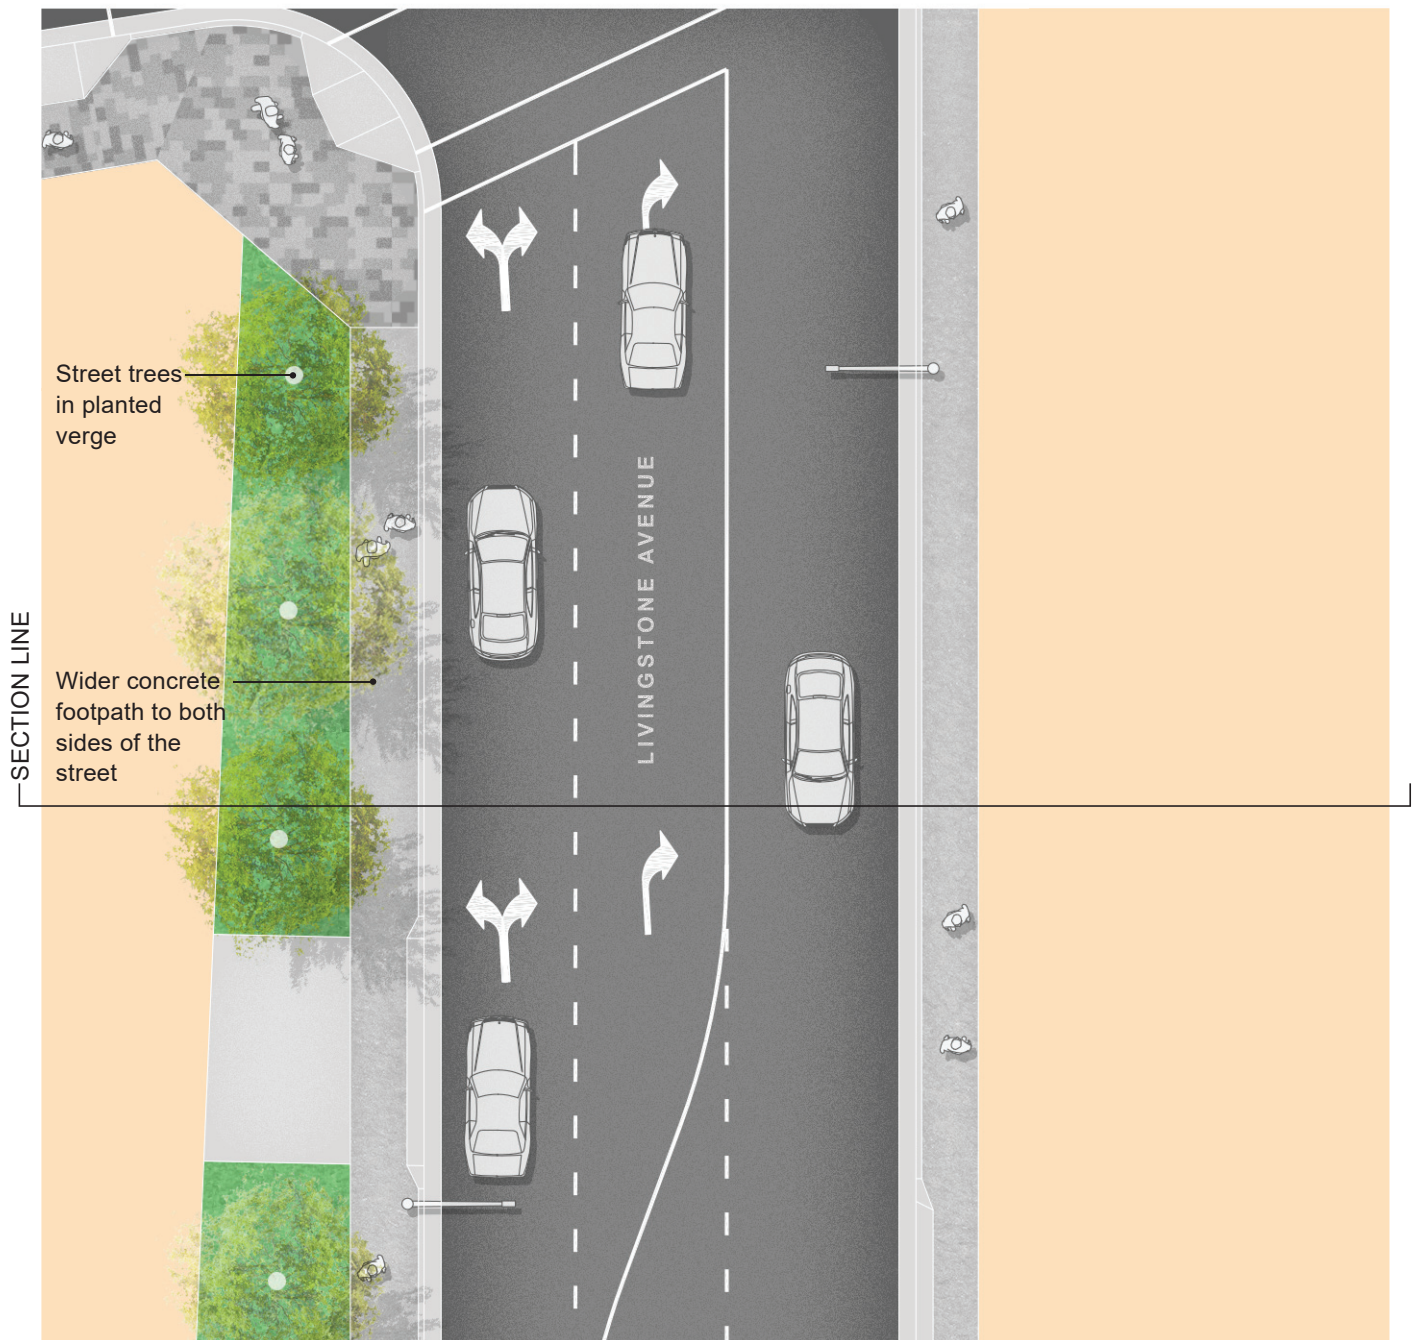 Street trees
in planted
verge
LIVINGSTONE AVENUE
SECTION LINE
Wider concrete
footpath to both
sides of the
street